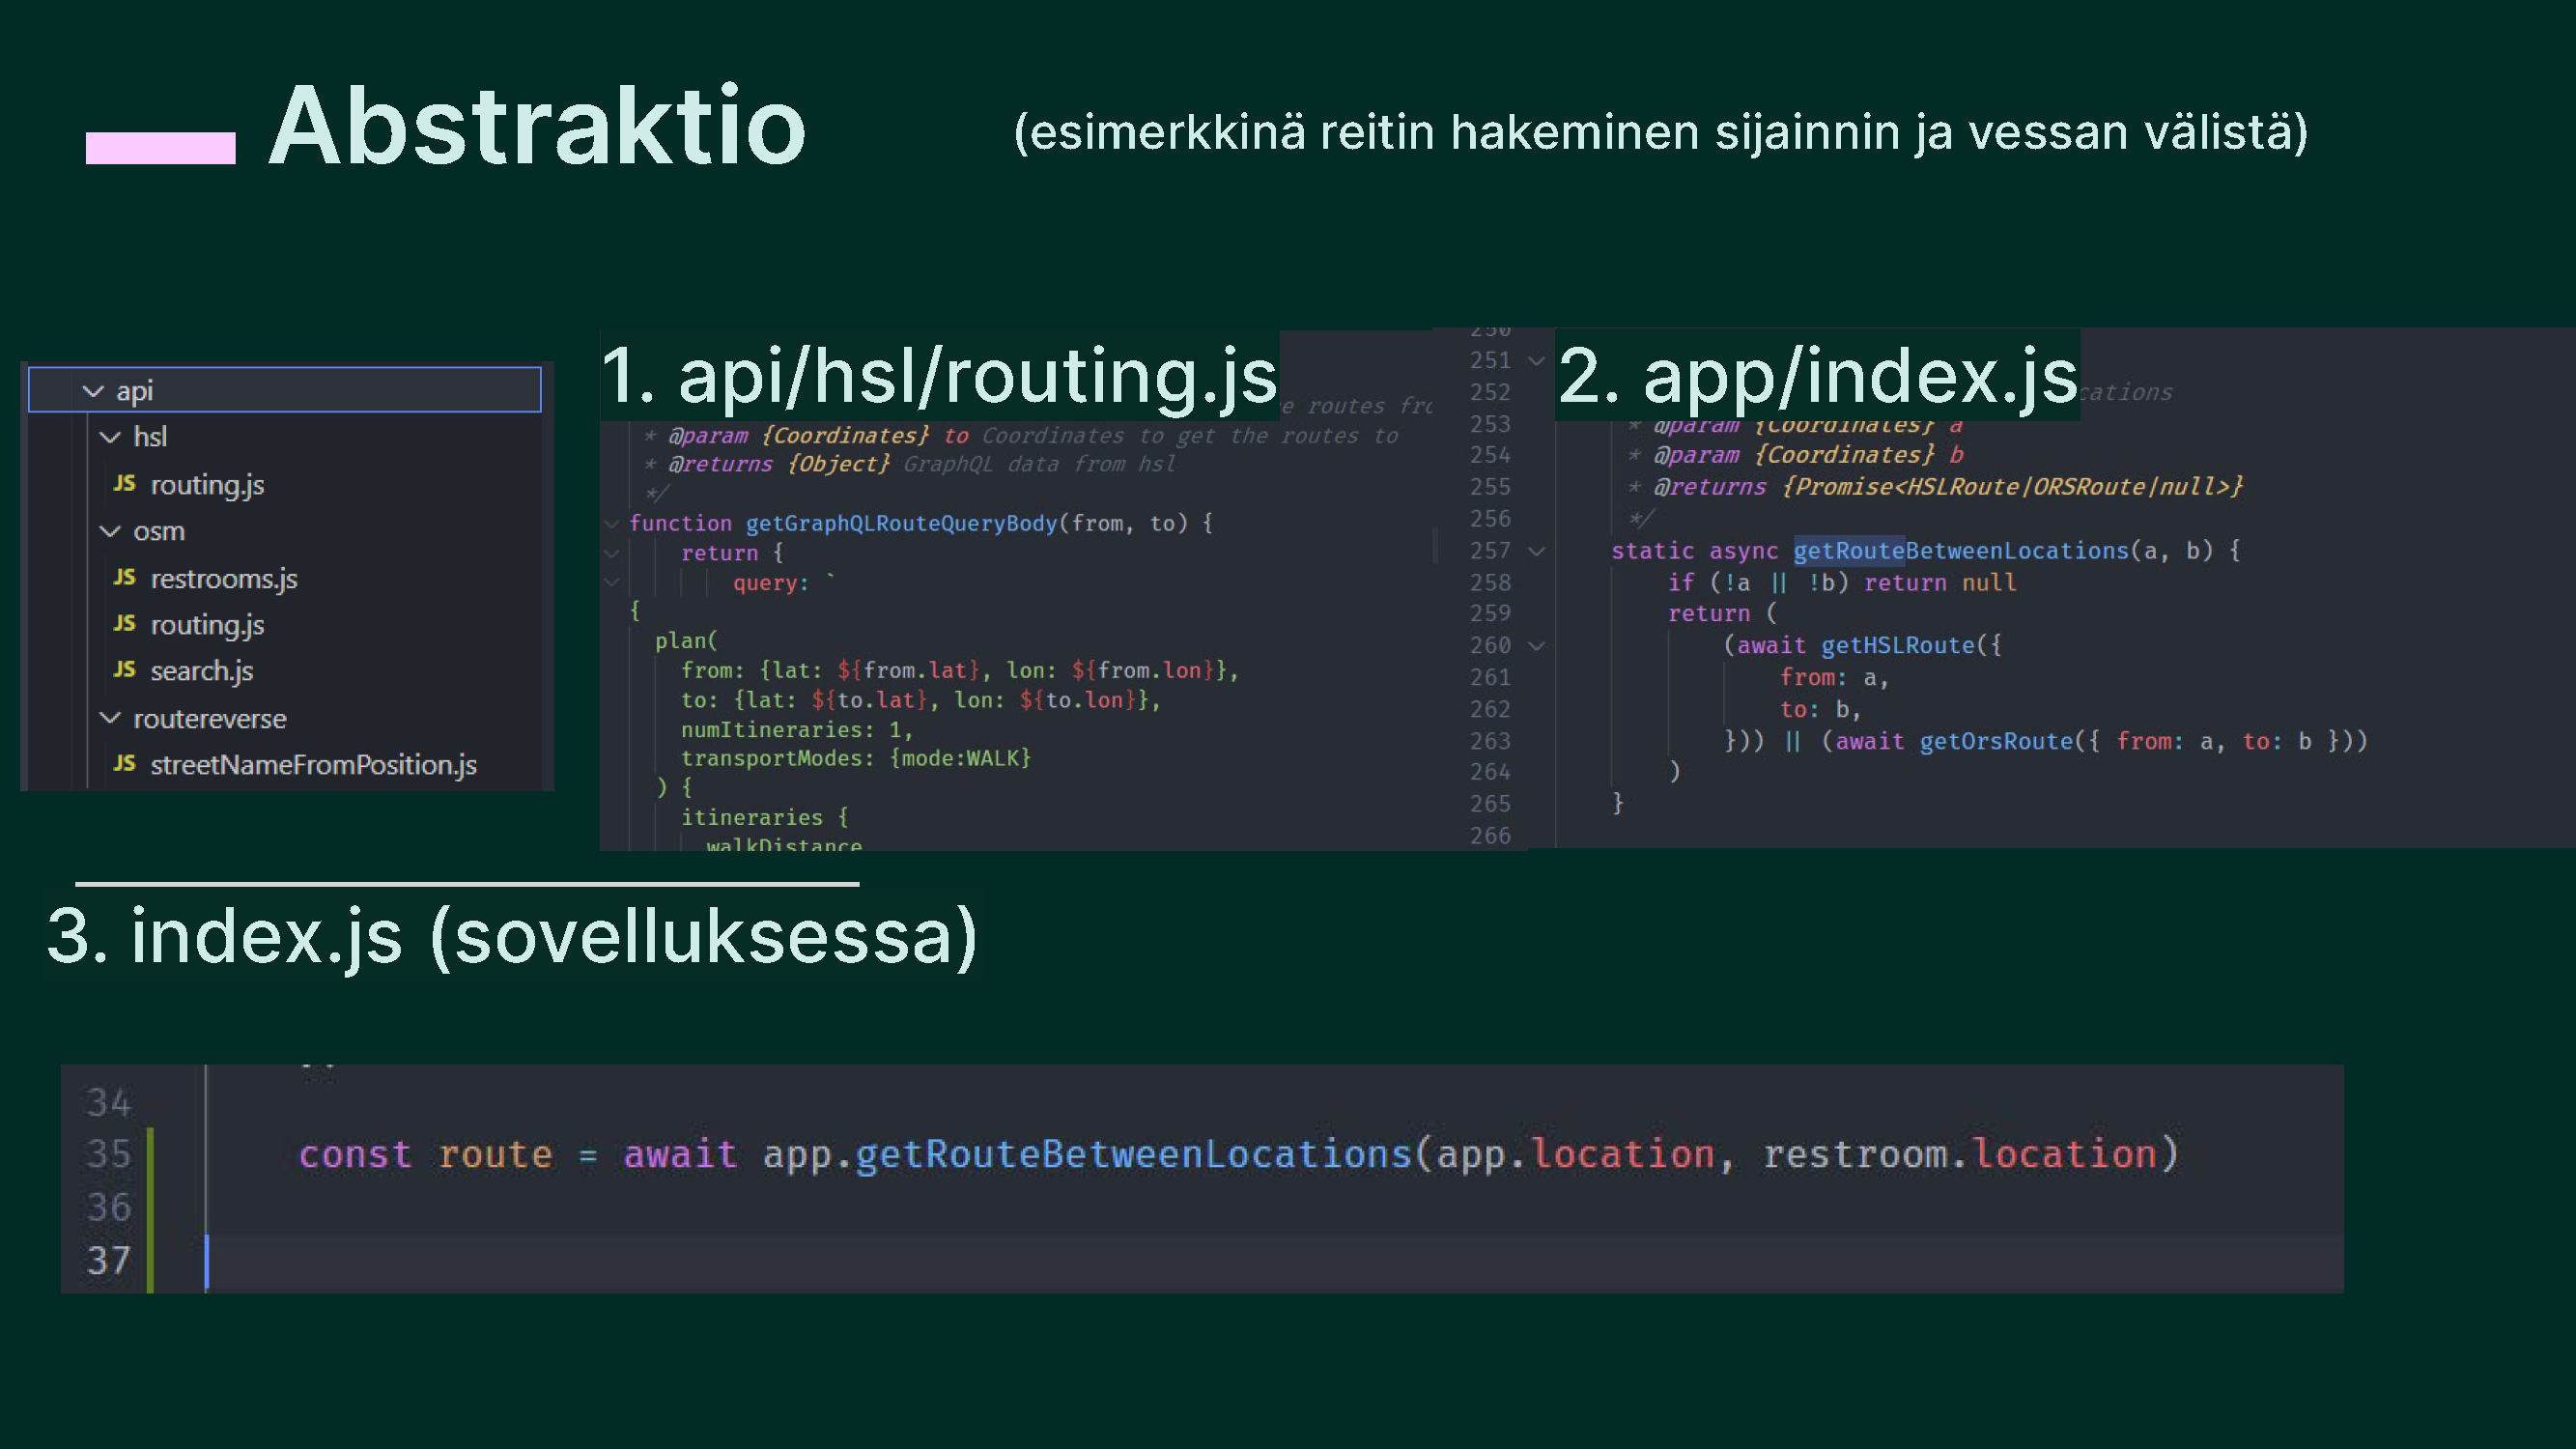 Abstraktio
(esimerkkinä reitin hakeminen sijainnin ja vessan välistä)
api
hsl
JS routing.js
osm
JS restrooms.js
JS routing.js
JS search.js
routereverse
JS streetNameFromPosition.js
1. api/hsl/routing.js
routes
* @param {Coordinates} to Coordinates to get the routes to
* @returns {Object} GraphQL data from hsl
*/
function getGraphQLRouteQueryBody(from, to) {
return {
query: `
{
plan(
from: {lat: ${from.lat}, lon: ${from.lon}},
to: {lat: ${to.lat}, lon: ${to.lon}},
numItineraries: 1,
transportModes: {mode:WALK}
) {
itineraries {
walkDistance
2. app/index.js
250
251
252
253 * @param {Coordinates} a
254 * @param {Coordinates} b
255 * @returns {Promise<HSLRoute|ORSRoute|null>}
256 */
257 static async getRouteBetweenLocations(a, b) {
258 if (!a || !b) return null
259 return (
260 (await getHSLRoute({
261 from: a,
262 to: b,
263 })) || (await getOrsRoute({ from: a, to: b }))
264 )
265 }
266
3. index.js (sovelluksessa)
34
35 const route = await app.getRouteBetweenLocations(app.location, restroom.location)
36
37